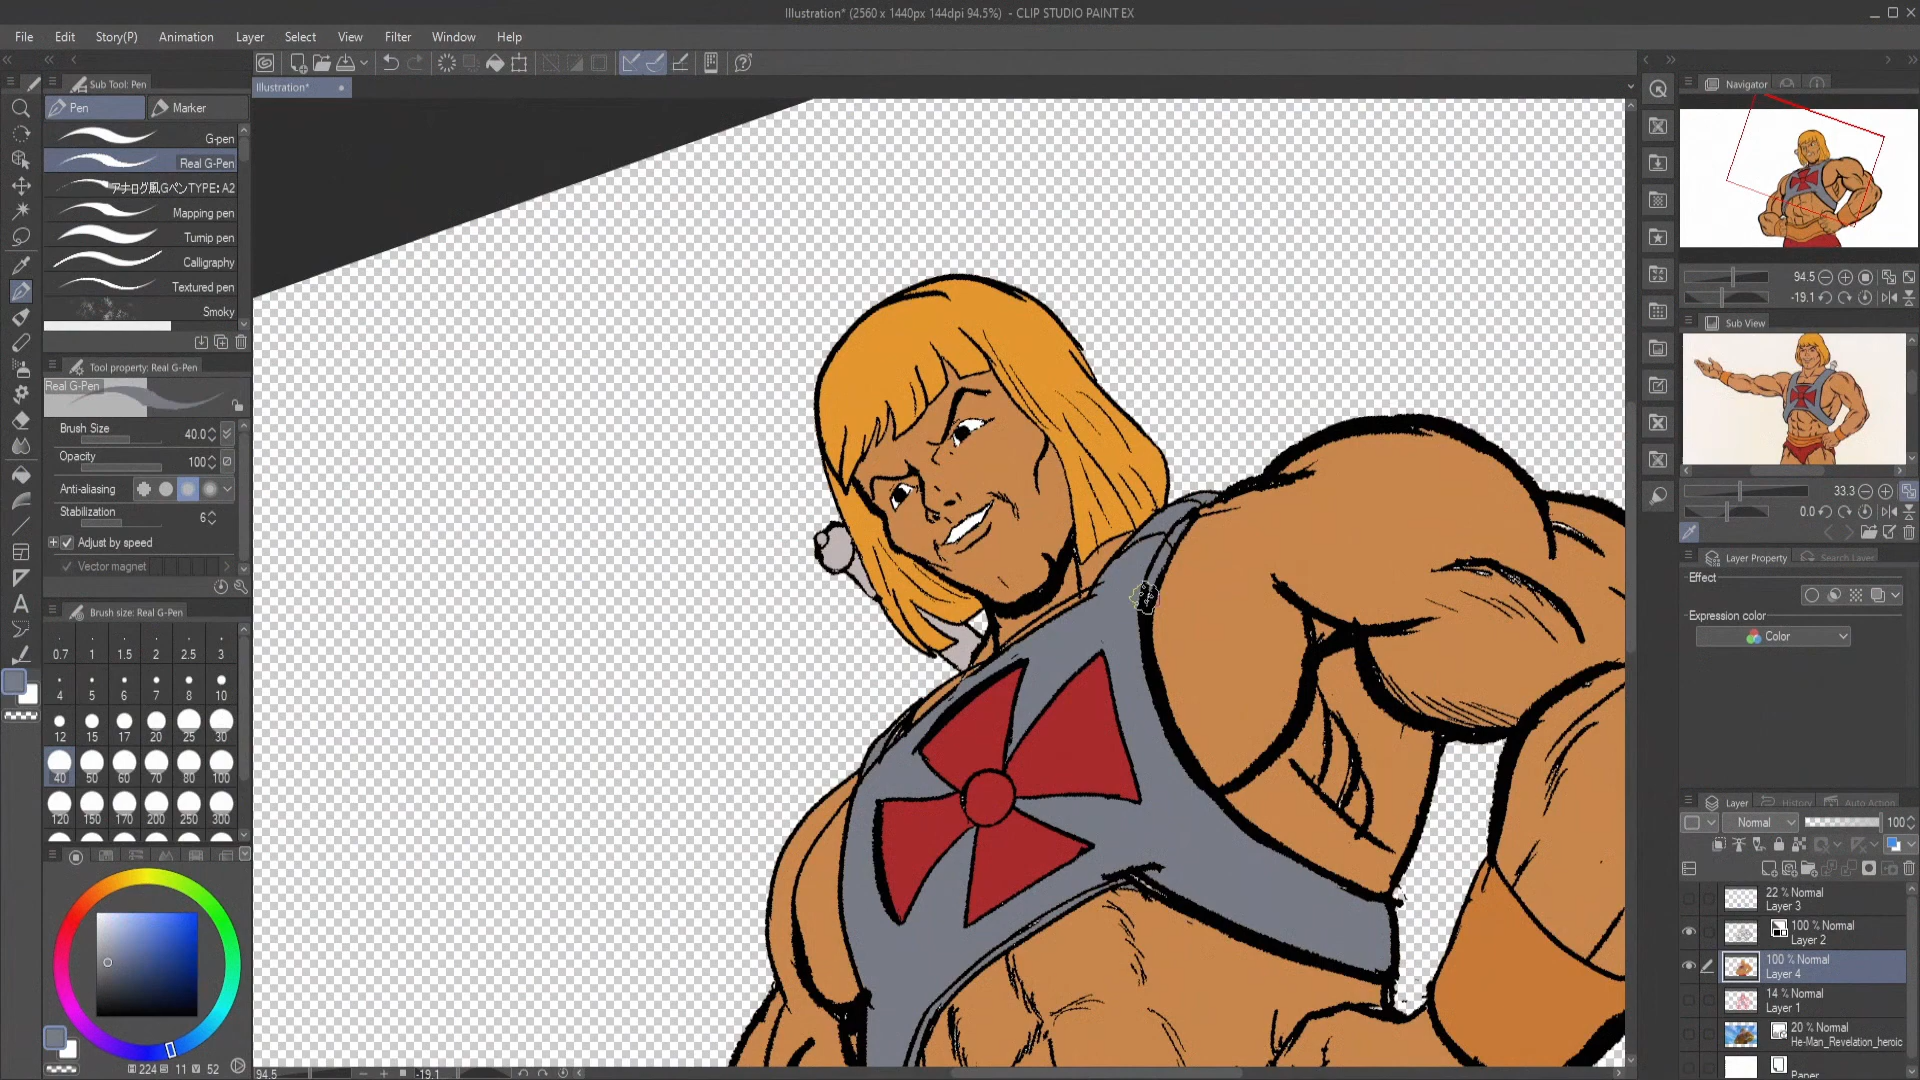 Illustration* (2560 x 1440px 144dpi 94.5%) - CLIP STUDIO PAINT EX
File Edit Story(P) Animation Layer Select View Filter Window Help
Sub Tool: Pen
Illustration*
Navigator
Pen
Marker
G-pen
Real G-Pen
アナログ風GペンTYPE: A2
Mapping pen
Turnip pen
Calligraphy
Textured pen
Smoky
94.5
-19.1
Sub View
Tool property: Real G-Pen
Real G-Pen
Brush Size 40.0
Opacity 100
Anti-aliasing
Stabilization 6
Adjust by speed
Vector magnet
33.3
0.0
Layer Property
Search Layer
Effect
Expression color
Color
Brush size: Real G-Pen
0.7 1 1.5 2 2.5 3
4 5 6 7 8 10
12 15 17 20 25 30
40 50 60 70 80 100
120 150 170 200 250 300
Layer
History
Auto Action
Normal 100
22 % Normal
Layer 3
100 % Normal
Layer 2
100 % Normal
Layer 4
14 % Normal
Layer 1
20 % Normal
He-Man_Revelation_heroic
Paper
224 11 52
94.5
-19.1